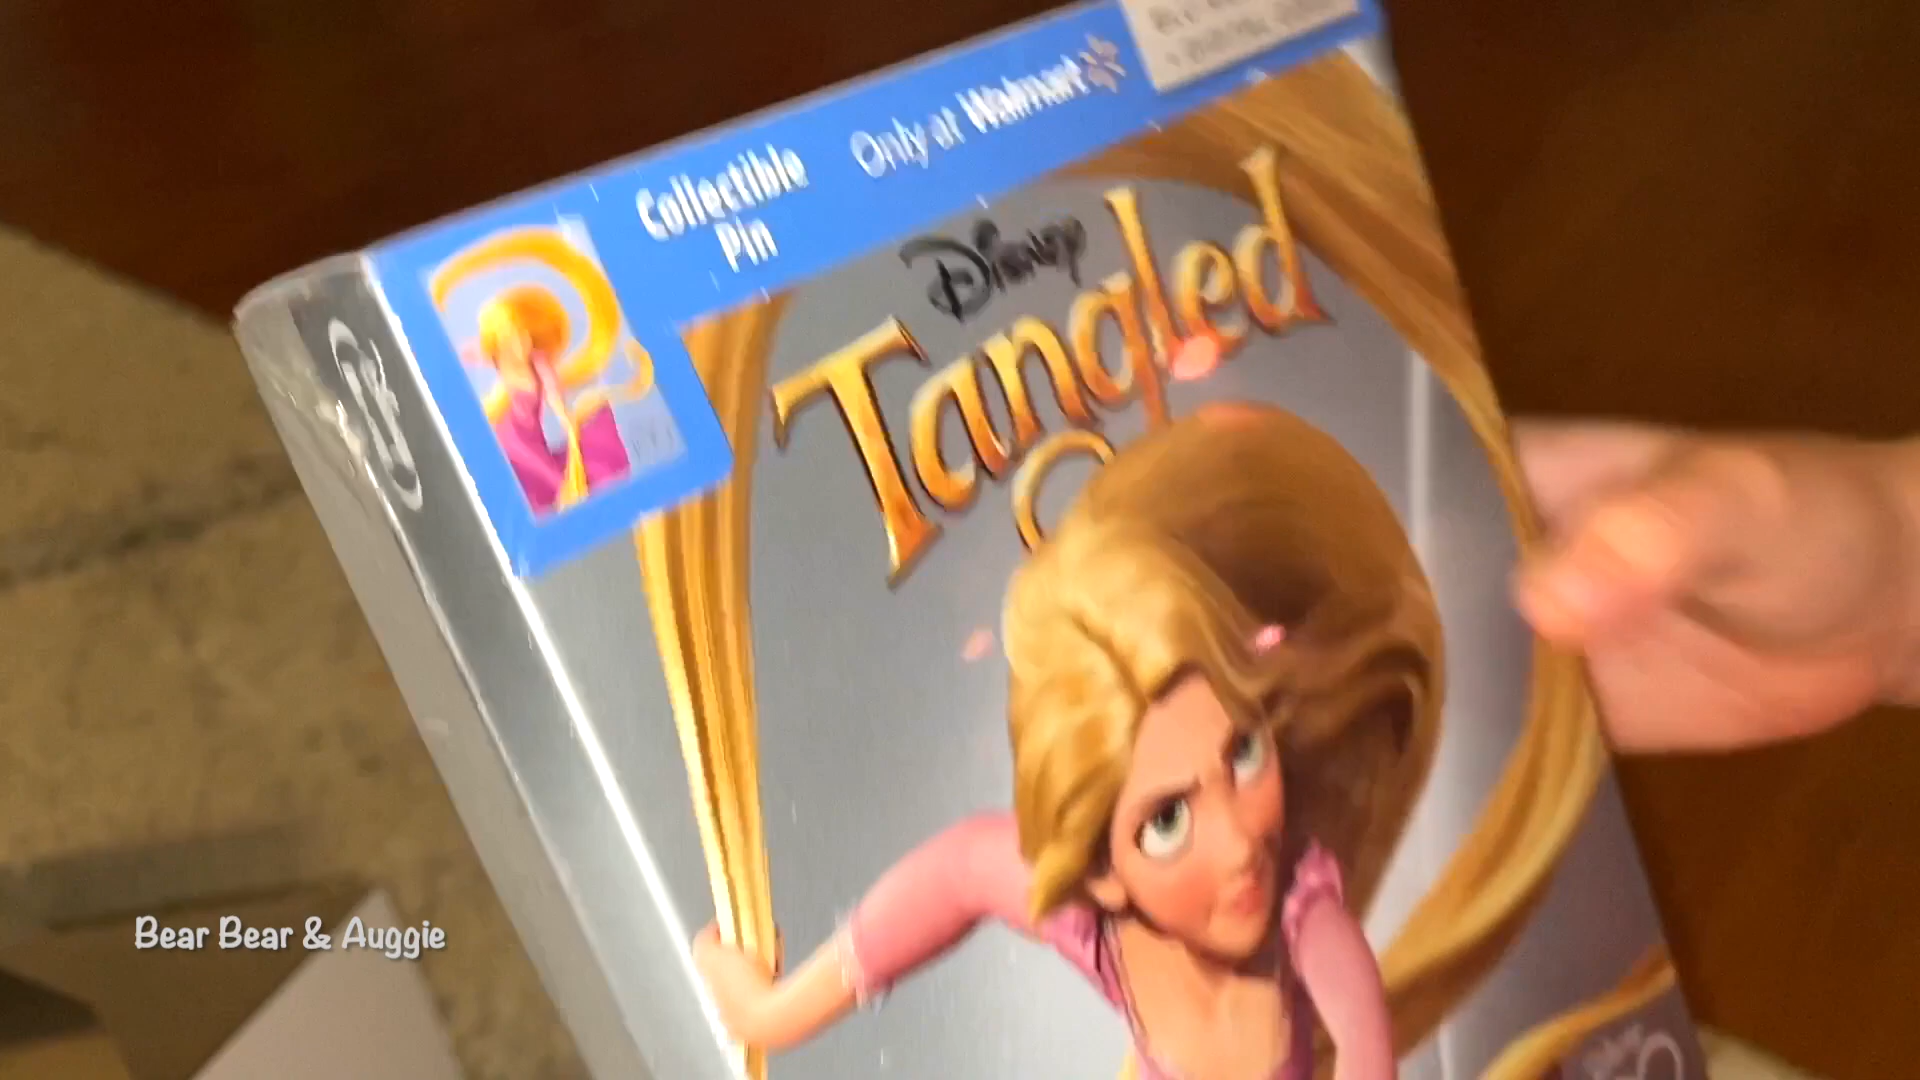 Collectible
Pin
Only at Walmart
Disney
Tangled
Bear Bear & Auggie